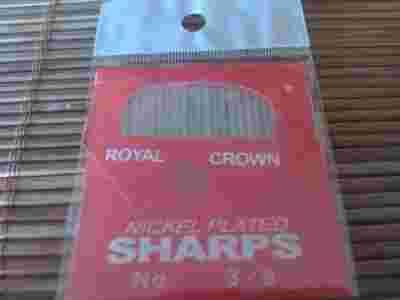 ROYAL CROWN
NICKEL PLATED
SHARPS
No 3/9